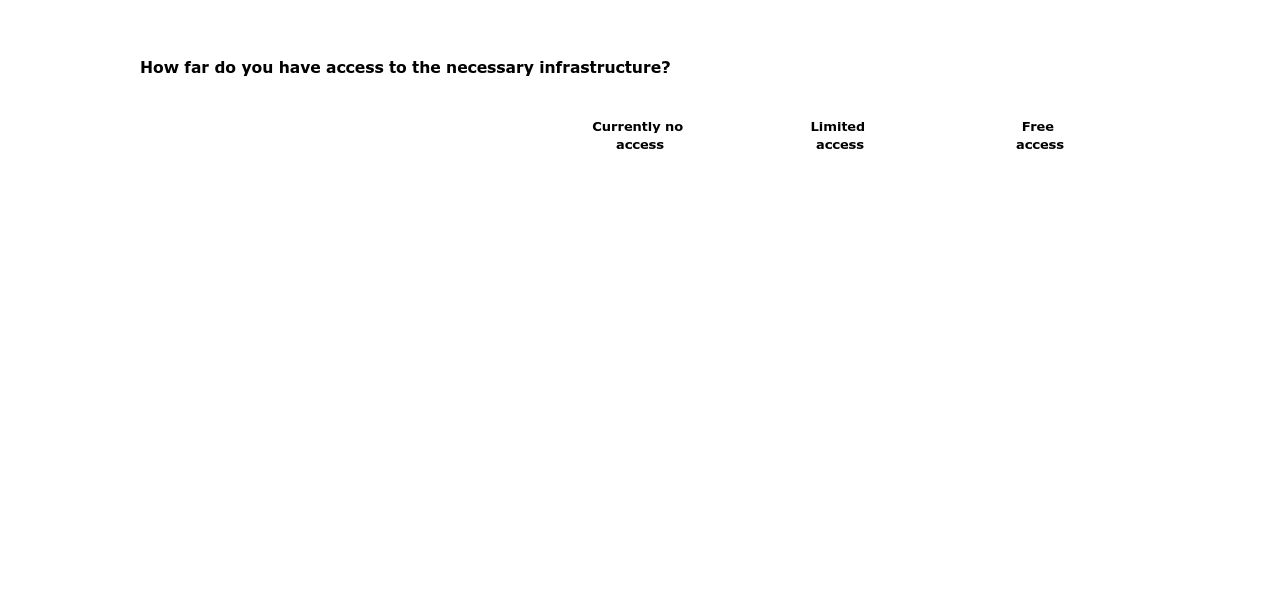 How far do you have access to the necessary infrastructure?
Currently no access
Limited access
Free access